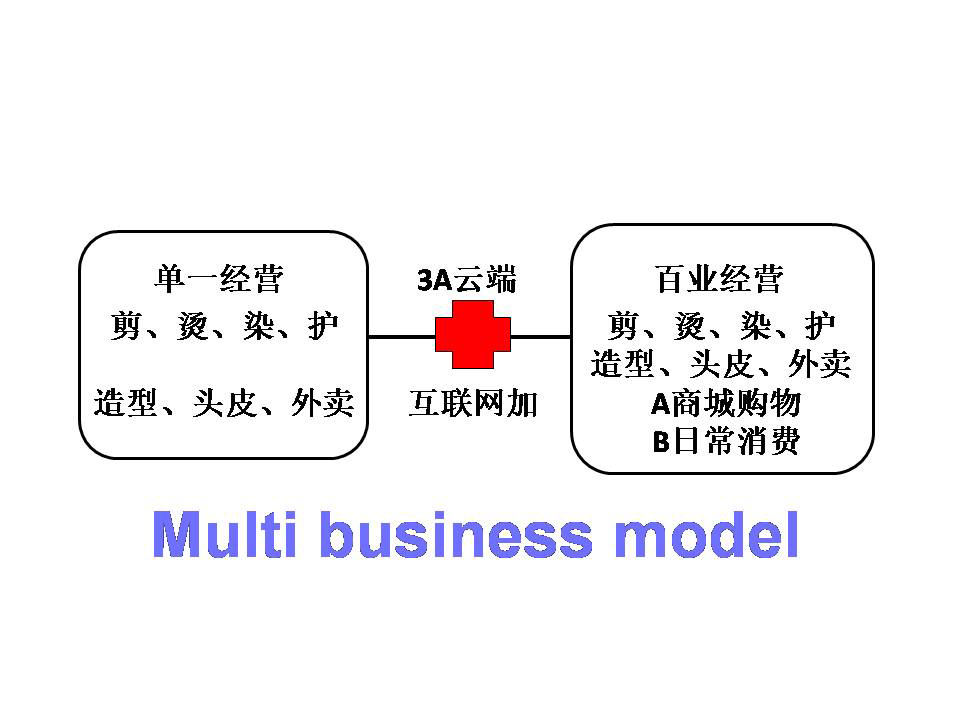 单一经营
剪、烫、染、护
造型、头皮、外卖
3A云端
互联网加
百业经营
剪、烫、染、护
造型、头皮、外卖
A商城购物
B日常消费
Multi business model